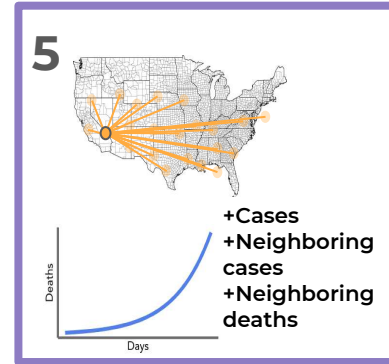 5
+Cases
+Neighboring
cases
+Neighboring
deaths
Deaths
Days